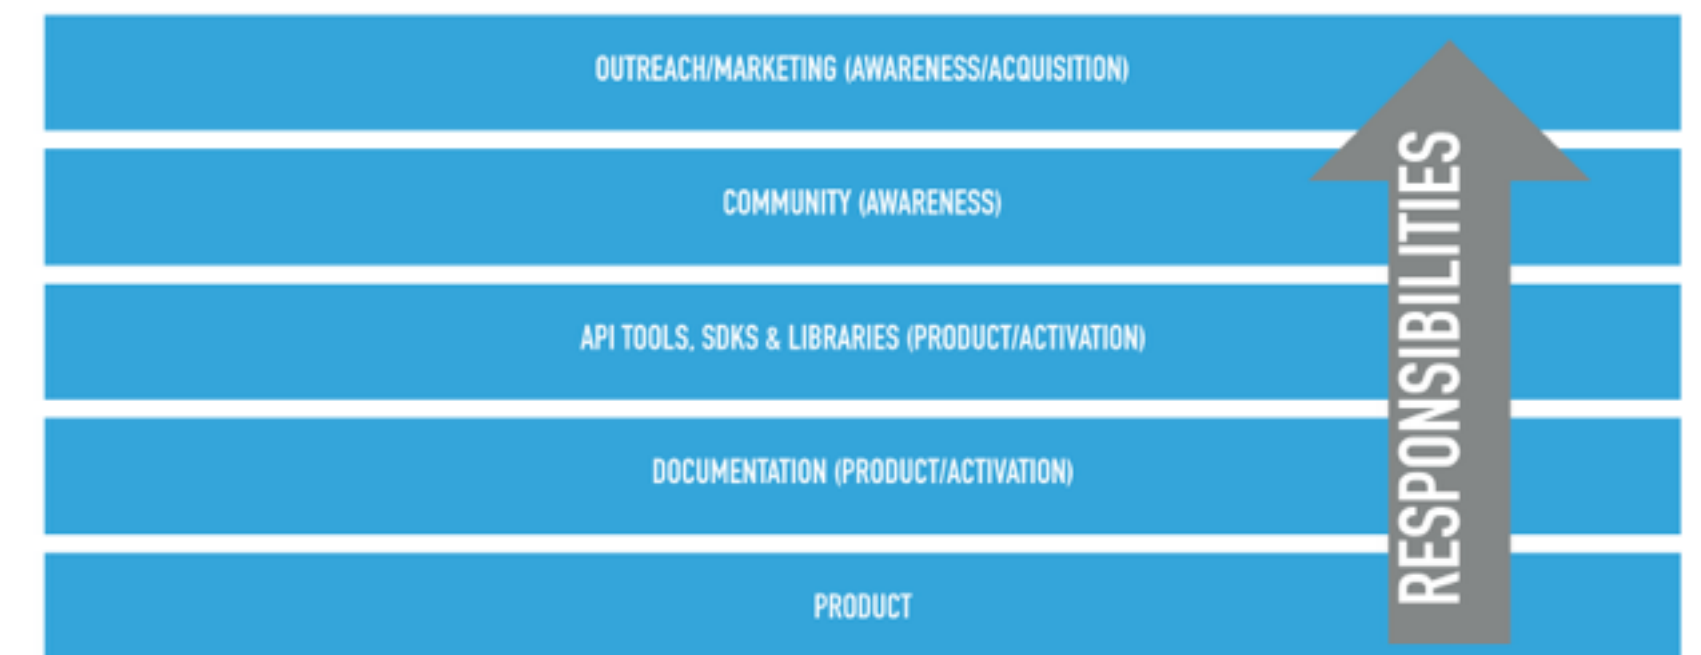 OUTREACH/MARKETING (AWARENESS/ACQUISITION)
COMMUNITY (AWARENESS)
API TOOLS, SDKS & LIBRARIES (PRODUCT/ACTIVATION)
DOCUMENTATION (PRODUCT/ACTIVATION)
PRODUCT
RESPONSIBILITIES